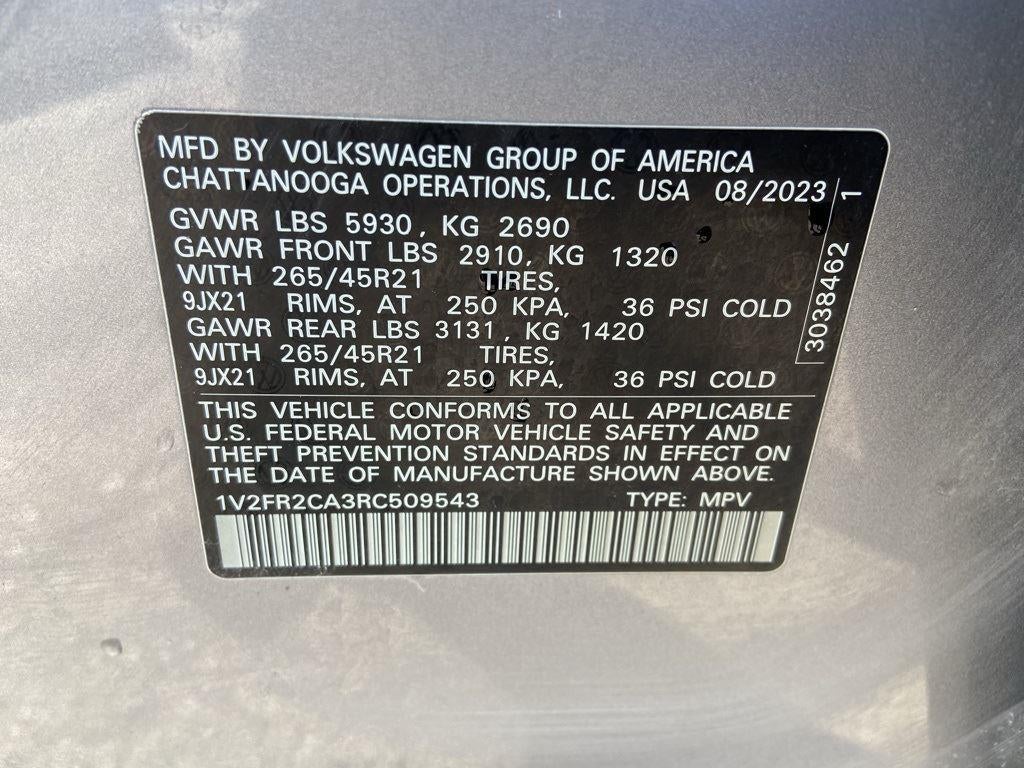 MFD BY VOLKSWAGEN GROUP OF AMERICA
CHATTANOOGA OPERATIONS, LLC. USA 08/2023
GVWR LBS 5930, KG 2690
GAWR FRONT LBS 2910, KG 1320
WITH 265/45R21 TIRES,
9JX21 RIMS, AT 250 KPA, 36 PSI COLD
GAWR REAR LBS 3131, KG 1420
WITH 265/45R21 TIRES,
9JX21 RIMS, AT 250 KPA, 36 PSI COLD
3038462 1
THIS VEHICLE CONFORMS TO ALL APPLICABLE
U.S. FEDERAL MOTOR VEHICLE SAFETY AND
THEFT PREVENTION STANDARDS IN EFFECT ON
THE DATE OF MANUFACTURE SHOWN ABOVE.
1V2FR2CA3RC509543 TYPE: MPV